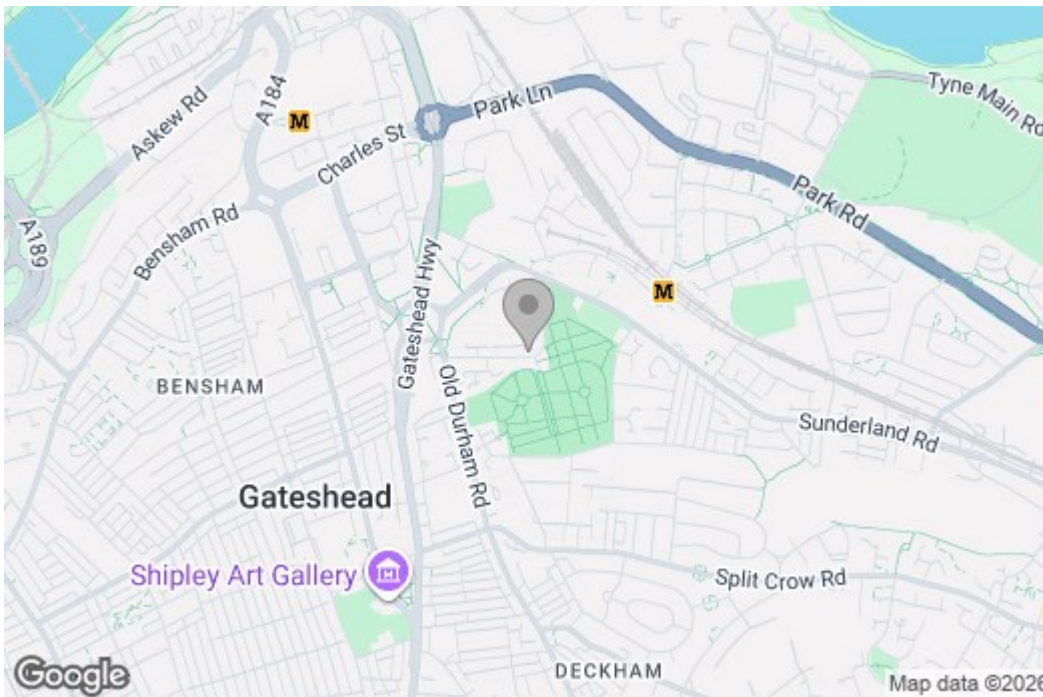 Askew Rd
A184
M
Charles St
Park Ln
Tyne Main Rd
Park Rd
A189
Bensham Rd
Gateshead Hwy
M
BENSHAM
Old Durham Rd
Sunderland Rd
Gateshead
Shipley Art Gallery
Split Crow Rd
DECKHAM
Google
Map data ©2026